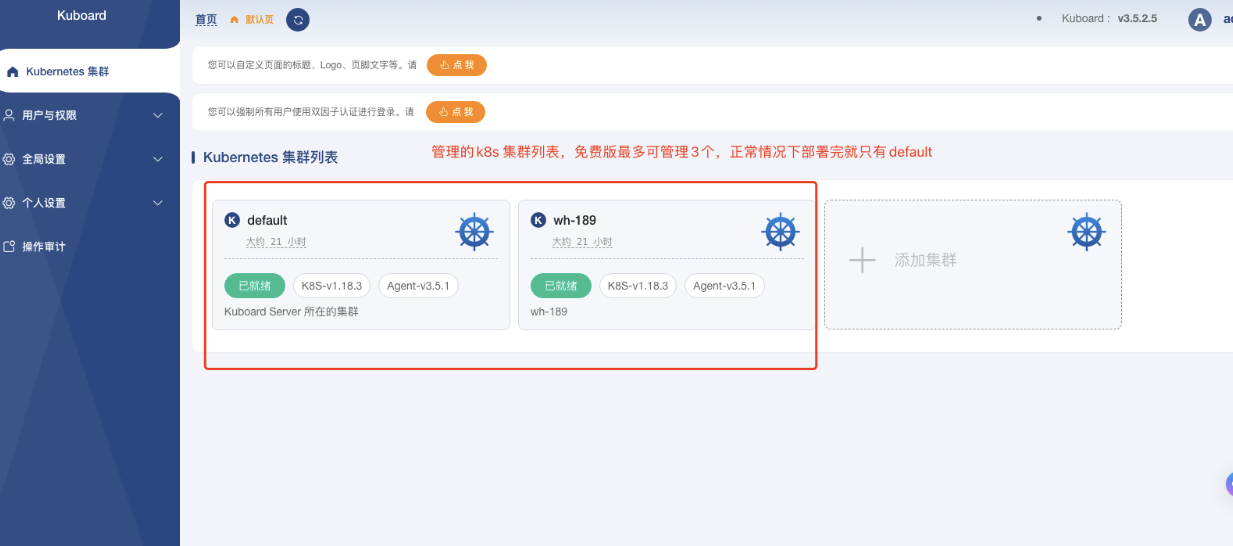 Kuboard
首页 默认页
Kuboard : v3.5.2.5
A
您可以自定义页面的标题、Logo、页脚文字等。请 点 我
Kubernetes 集群
您可以强制所有用户使用双因子认证进行登录。请 点 我
用户与权限
全局设置
个人设置
操作审计
Kubernetes 集群列表
管理的k8s 集群列表，免费版最多可管理3个，正常情况下部署完就只有default
K default
大约 21 小时
已就绪 K8S-v1.18.3 Agent-v3.5.1
Kuboard Server 所在的集群
K wh-189
大约 21 小时
已就绪 K8S-v1.18.3 Agent-v3.5.1
wh-189
添加集群